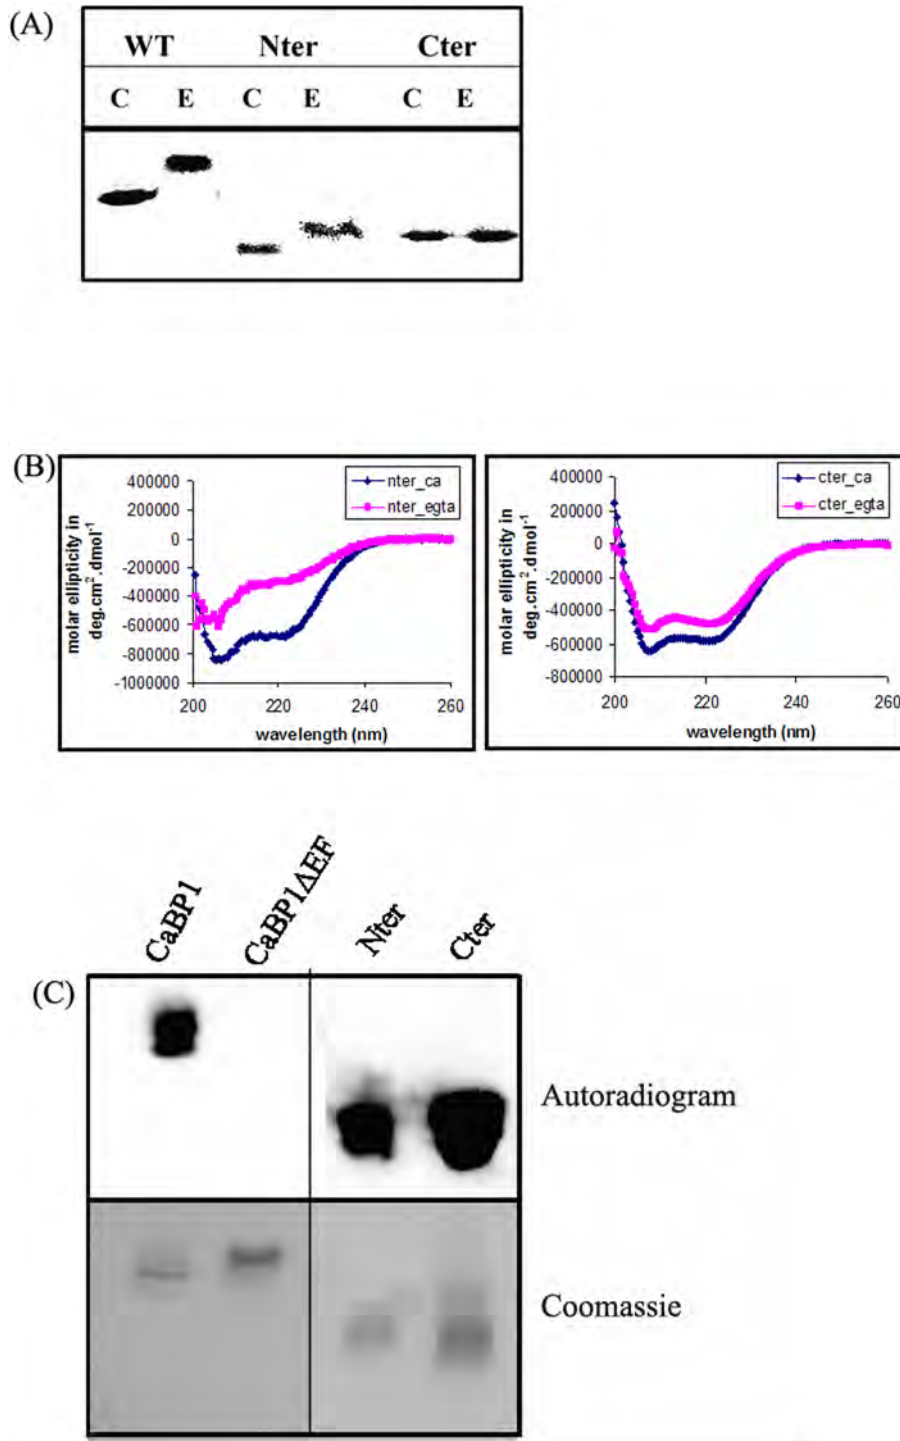 (A)
WT Nter Cter
C E C E C E
(B)
molar ellipticity in
deg.cm².dmol⁻¹
400000
200000
0
-200000
-400000
-600000
-800000
-1000000
nter_ca
nter_egta
200 220 240 260
wavelength (nm)
molar ellipticity in
deg.cm².dmol⁻¹
400000
200000
0
-200000
-400000
-600000
-800000
cter_ca
cter_egta
200 220 240 260
wavelength (nm)
CaBP1 CaBP1ΔEF Nter Cter
(C)
Autoradiogram
Coomassie